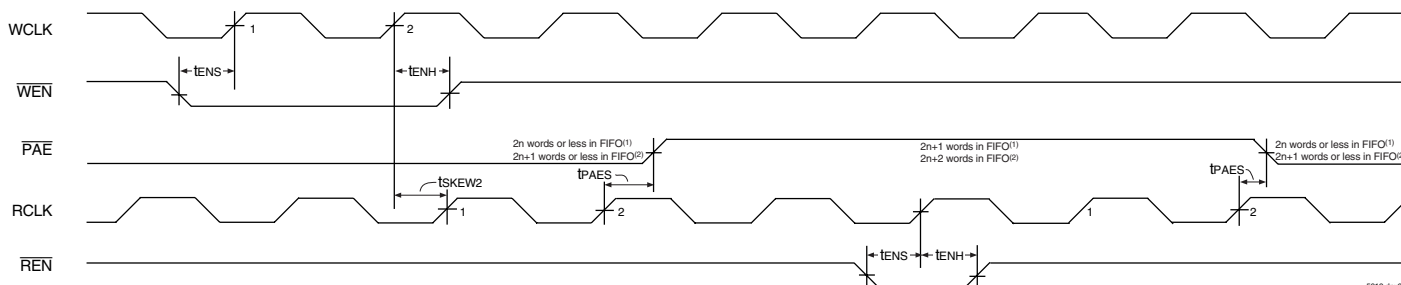 WCLK
1
2
tENS
tENH
WEN
PAE
2n words or less in FIFO(1)
2n+1 words or less in FIFO(2)
2n+1 words in FIFO(1)
2n+2 words in FIFO(2)
2n words or less in FIFO(1)
2n+1 words or less in FIFO(2
tSKEW2
tPAES
tPAES
RCLK
1
2
1
2
tENS
tENH
REN